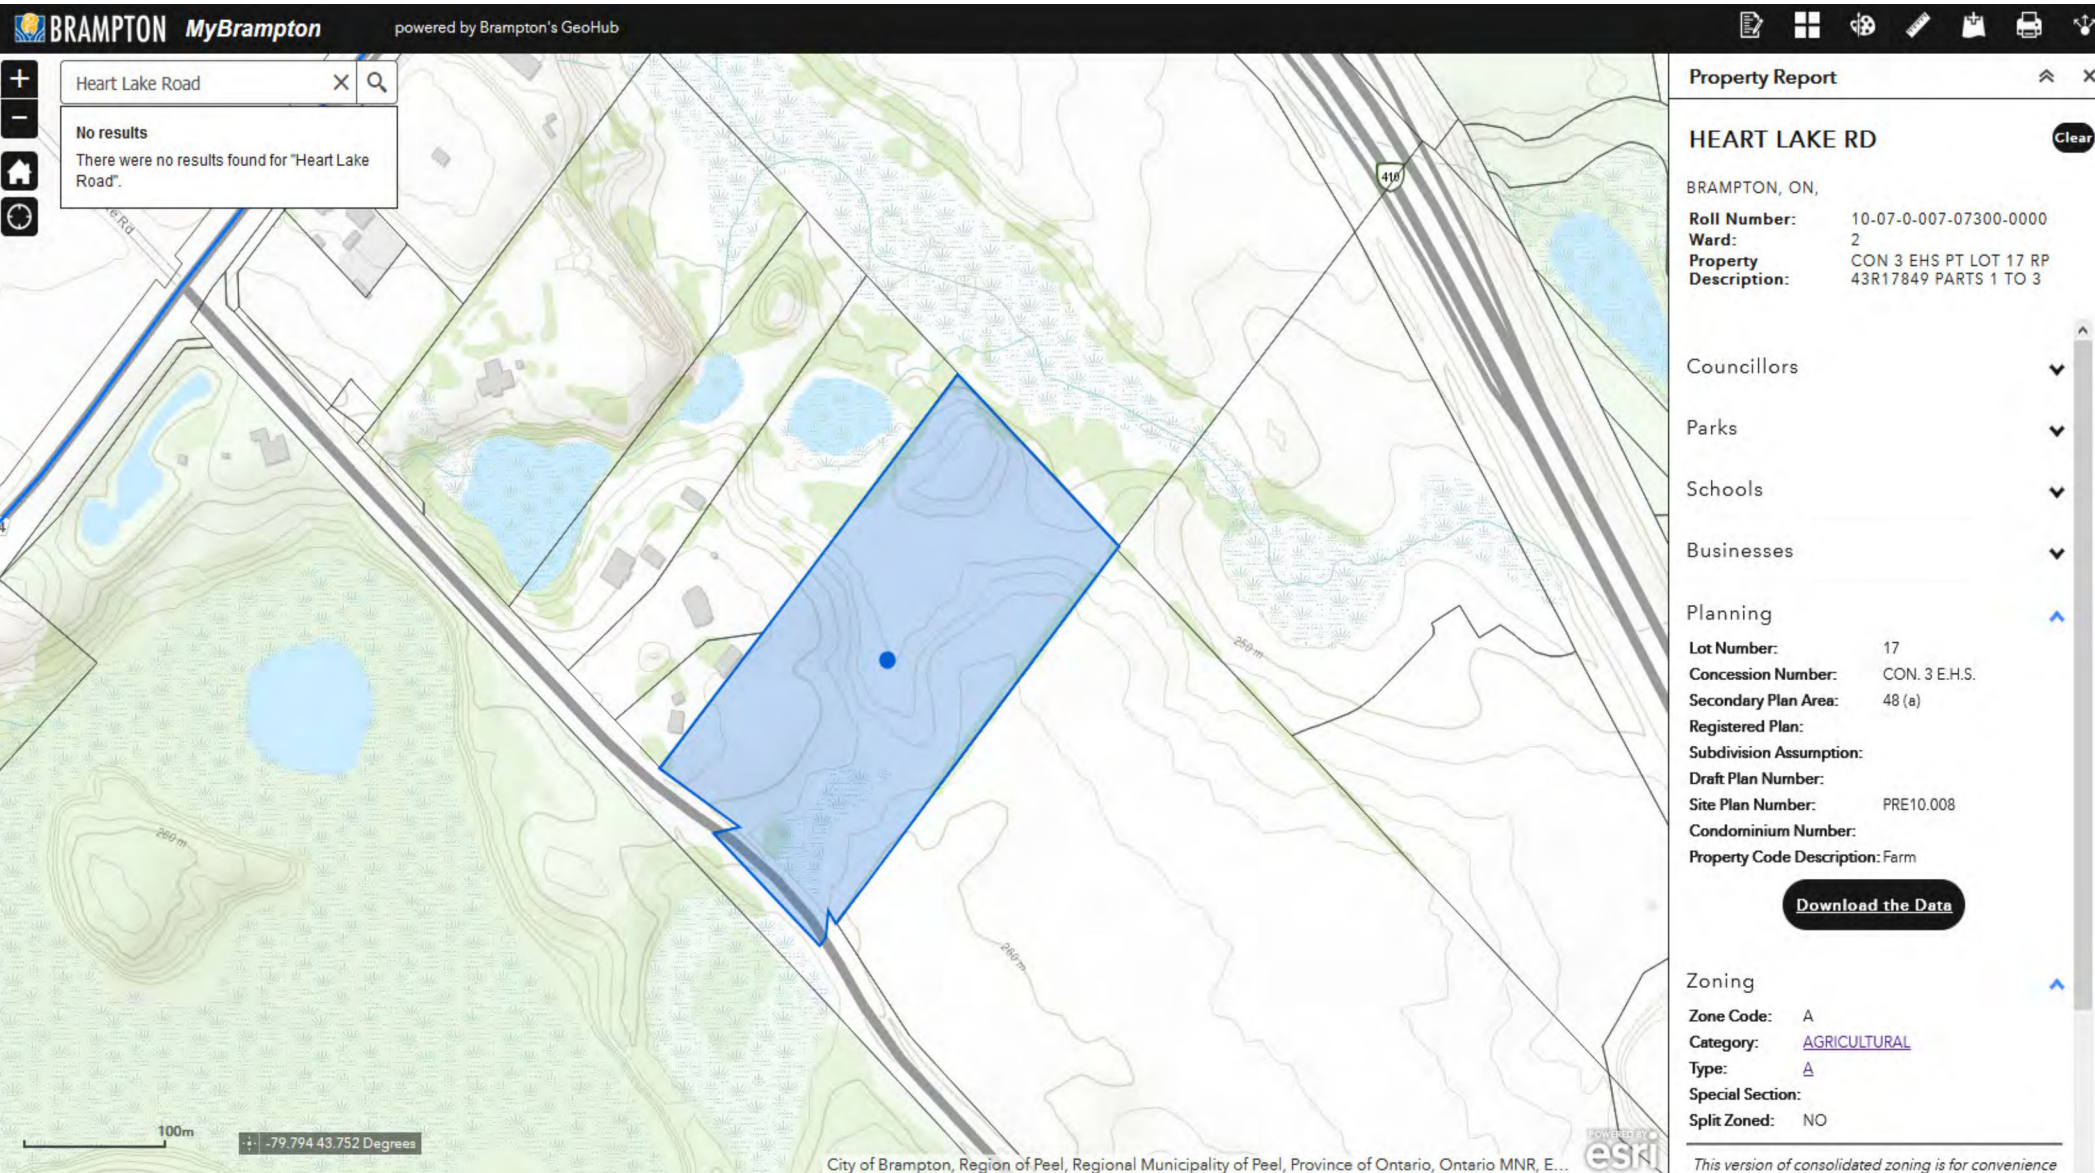 BRAMPTON MyBrampton powered by Brampton's GeoHub
Heart Lake Road
No results
There were no results found for "Heart Lake
Road".
410
250 m
260 m
260 m
100m
-79.794 43.752 Degrees
City of Brampton, Region of Peel, Regional Municipality of Peel, Province of Ontario, Ontario MNR, E...
POWERED BY
esri
Property Report
HEART LAKE RD
Clear
BRAMPTON, ON,
Roll Number: 10-07-0-007-07300-0000
Ward: 2
Property CON 3 EHS PT LOT 17 RP
Description: 43R17849 PARTS 1 TO 3
Councillors
Parks
Schools
Businesses
Planning
Lot Number: 17
Concession Number: CON. 3 E.H.S.
Secondary Plan Area: 48 (a)
Registered Plan:
Subdivision Assumption:
Draft Plan Number:
Site Plan Number: PRE10.008
Condominium Number:
Property Code Description: Farm
Download the Data
Zoning
Zone Code: A
Category: AGRICULTURAL
Type: A
Special Section:
Split Zoned: NO
This version of consolidated zoning is for convenience